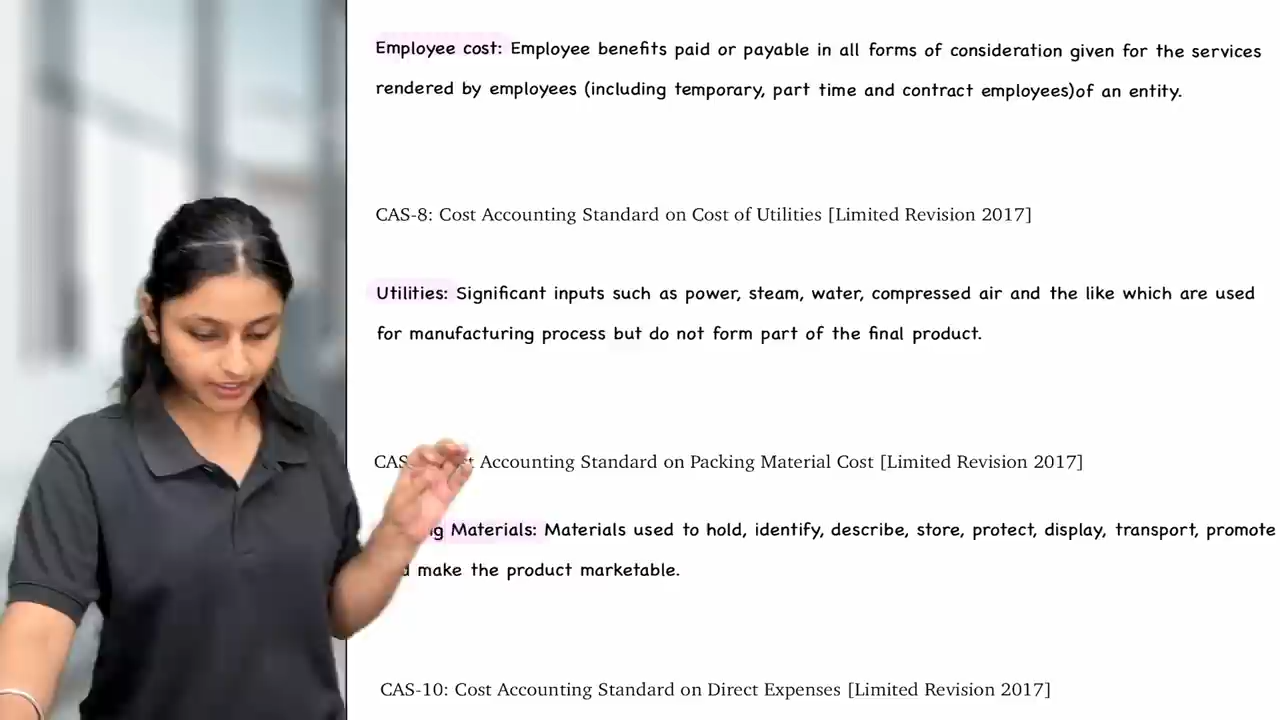 Employee cost: Employee benefits paid or payable in all forms of consideration given for the services
rendered by employees (including temporary, part time and contract employees)of an entity.
CAS-8: Cost Accounting Standard on Cost of Utilities [Limited Revision 2017]
Utilities: Significant inputs such as power, steam, water, compressed air and the like which are used
for manufacturing process but do not form part of the final product.
Accounting Standard on Packing Material Cost [Limited Revision 2017]
Materials: Materials used to hold, identify, describe, store, protect, display, transport, promote
make the product marketable.
CAS-10: Cost Accounting Standard on Direct Expenses [Limited Revision 2017]